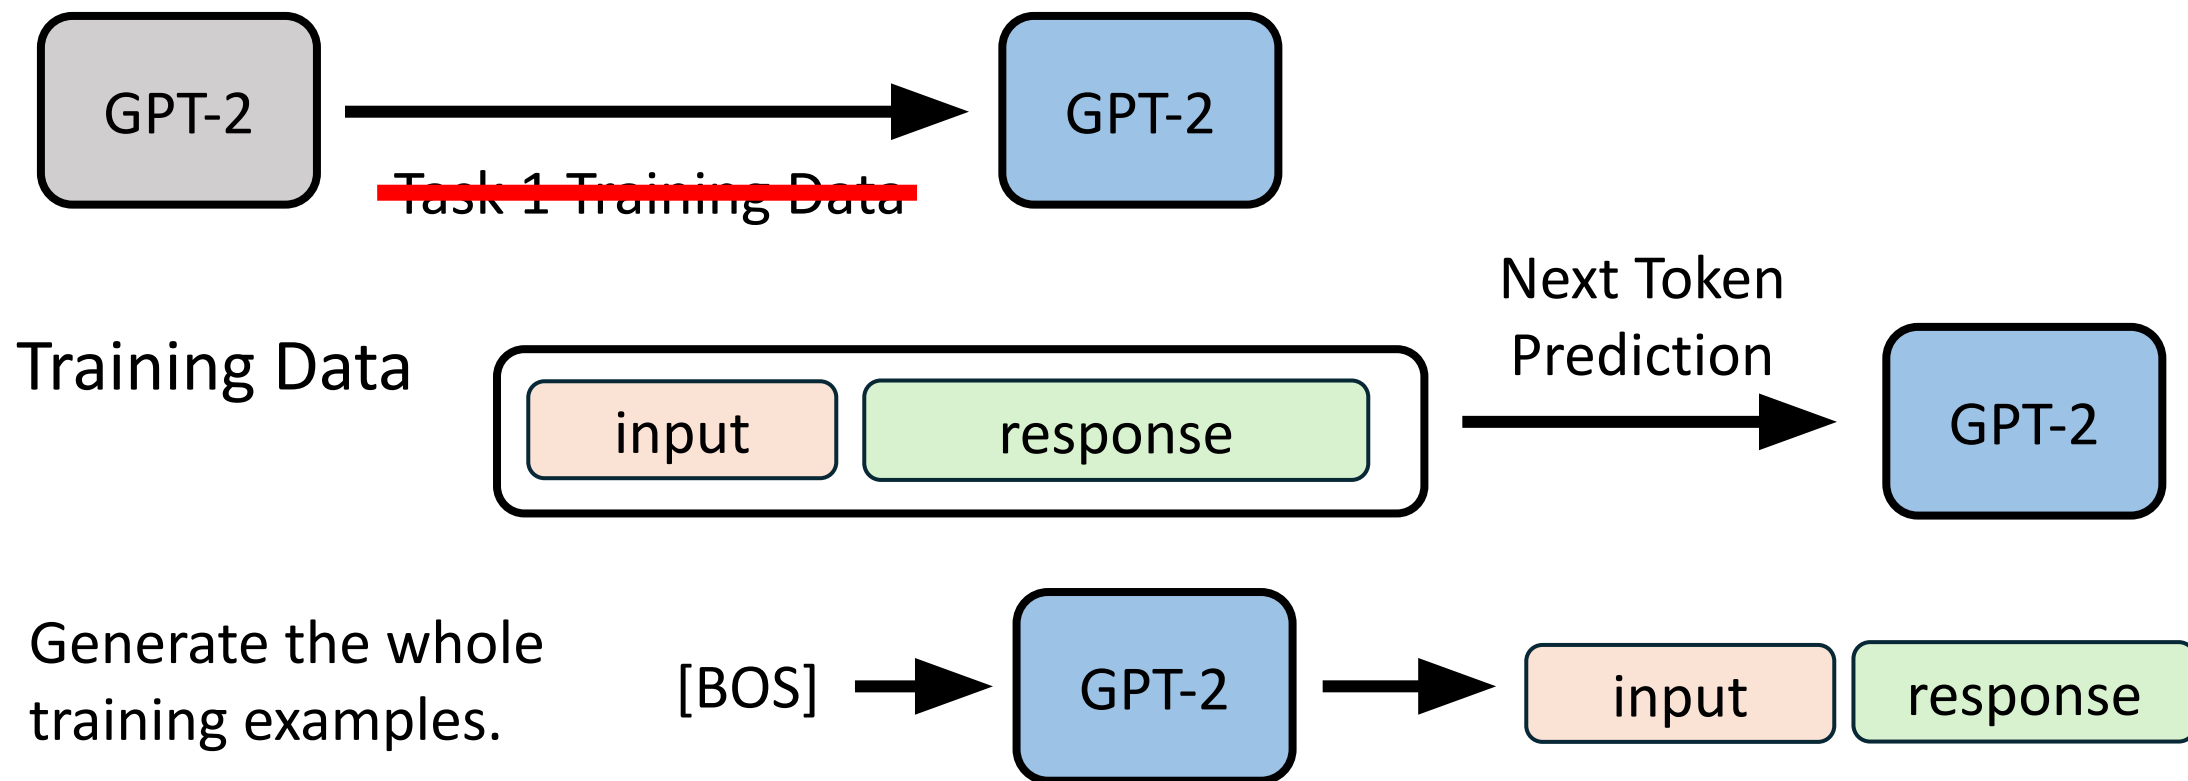 GPT-2
GPT-2
Task 1 Training Data
Next Token
Prediction
Training Data
input
response
GPT-2
Generate the whole
training examples.
[BOS]
GPT-2
input
response